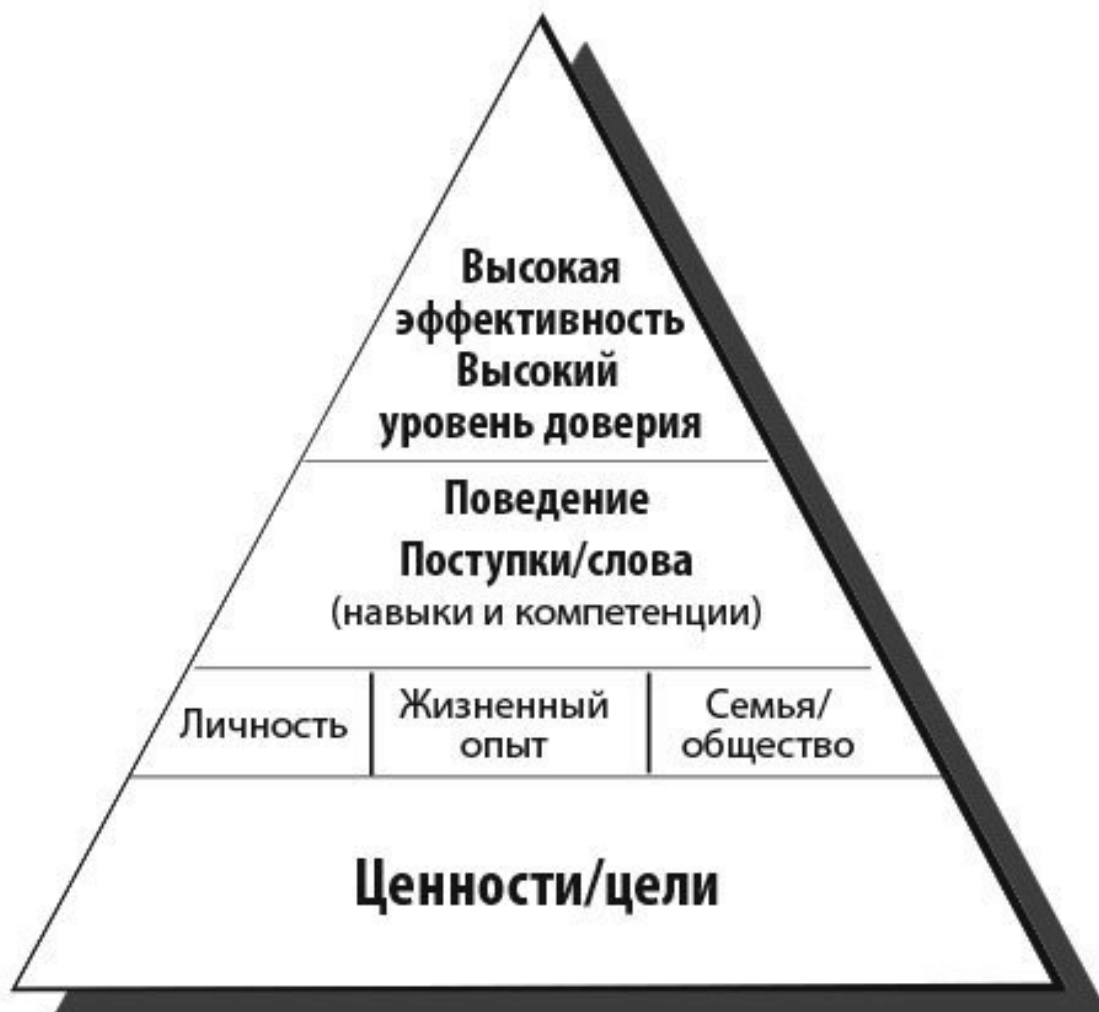 Высокая
эффективность
Высокий
уровень доверия
Поведение
Поступки/слова
(навыки и компетенции)
Личность
Жизненный
опыт
Семья/
общество
Ценности/цели